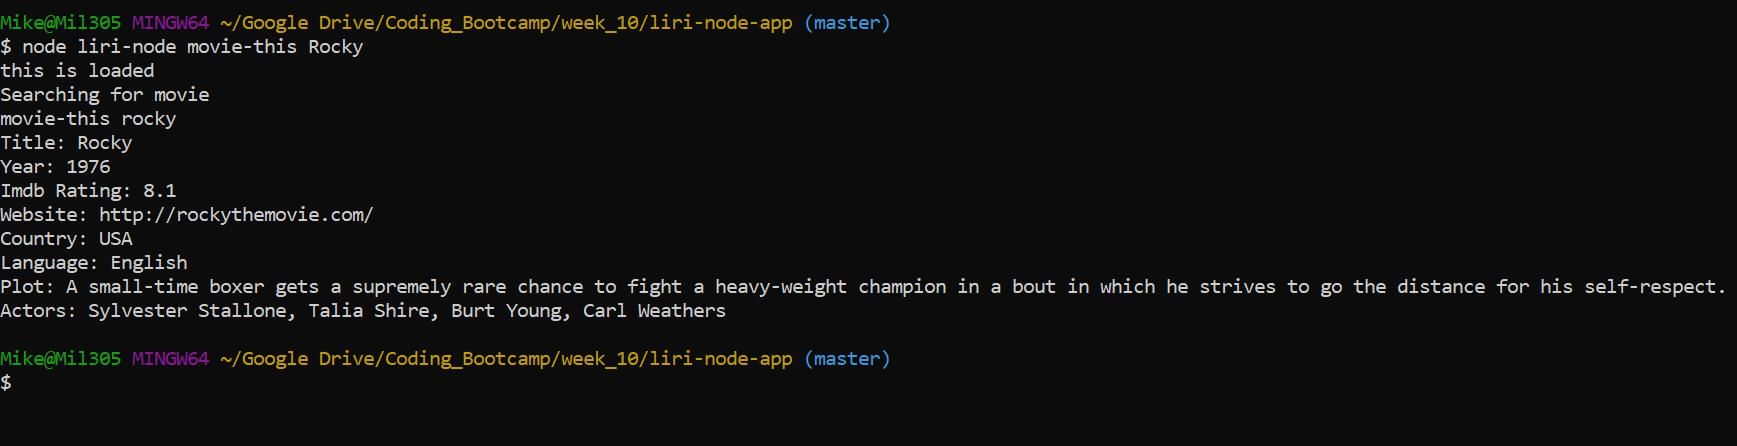 Mike@Mil305 MINGW64 ~/Google Drive/Coding_Bootcamp/week_10/liri-node-app (master)
$ node liri-node movie-this Rocky
this is loaded
Searching for movie
movie-this rocky
Title: Rocky
Year: 1976
Imdb Rating: 8.1
Website: http://rockythemovie.com/
Country: USA
Language: English
Plot: A small-time boxer gets a supremely rare chance to fight a heavy-weight champion in a bout in which he strives to go the distance for his self-respect.
Actors: Sylvester Stallone, Talia Shire, Burt Young, Carl Weathers
Mike@Mil305 MINGW64 ~/Google Drive/Coding_Bootcamp/week_10/liri-node-app (master)
$